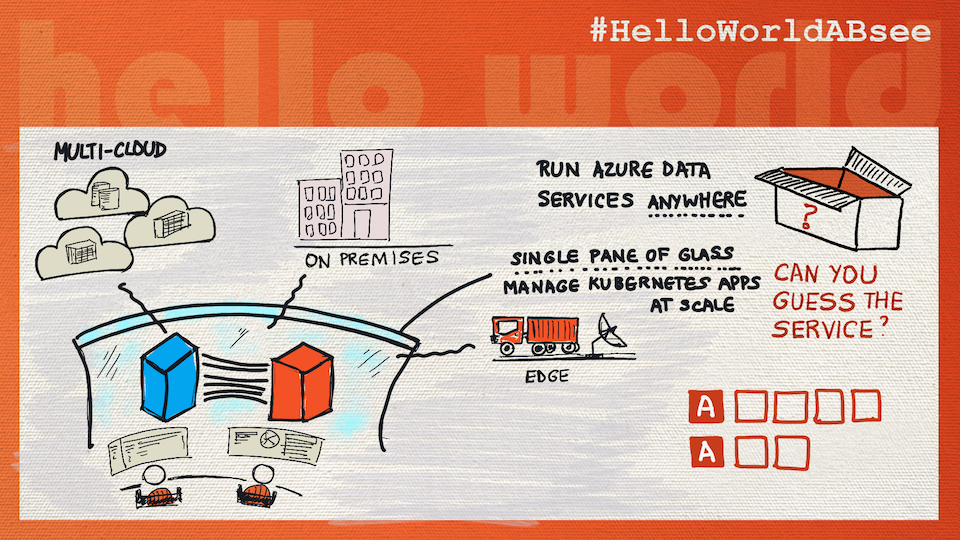 #HelloWorldABsee
hello world
MULTI-CLOUD
ON PREMISES
RUN AZURE DATA
SERVICES ANYWHERE
?
SINGLE PANE OF GLASS
MANAGE KUBERNETES APPS
AT SCALE
CAN YOU
GUESS THE
SERVICE?
EDGE
K
A
A